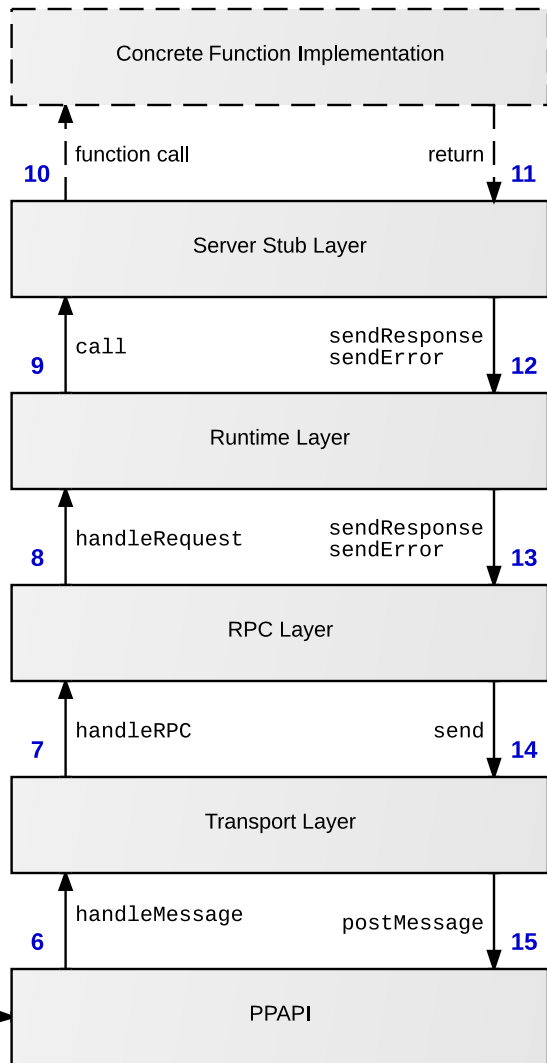 Concrete Function Implementation
function call
return
10
11
Server Stub Layer
call
sendResponse
sendError
9
12
Runtime Layer
handleRequest
sendResponse
sendError
8
13
RPC Layer
handleRPC
send
7
14
Transport Layer
handleMessage
postMessage
6
15
PPAPI